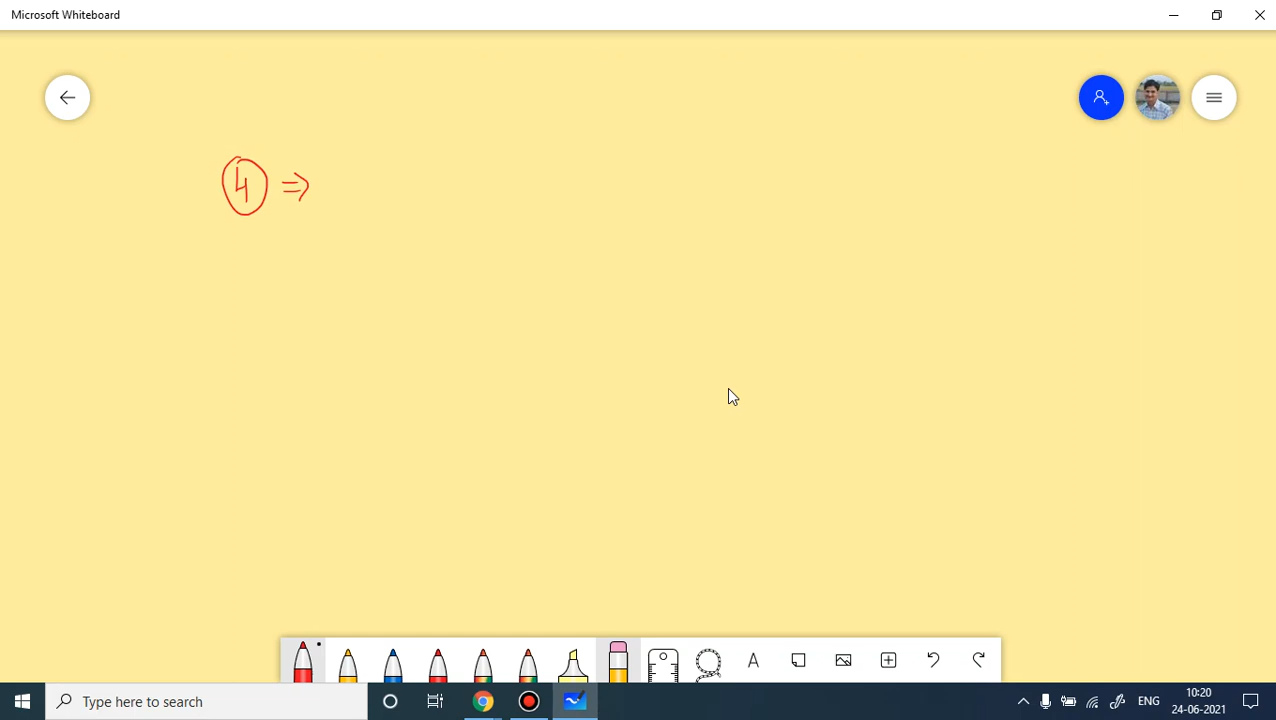 Microsoft Whiteboard
④ ⇒
A
Type here to search
ENG
10:20
24-06-2021